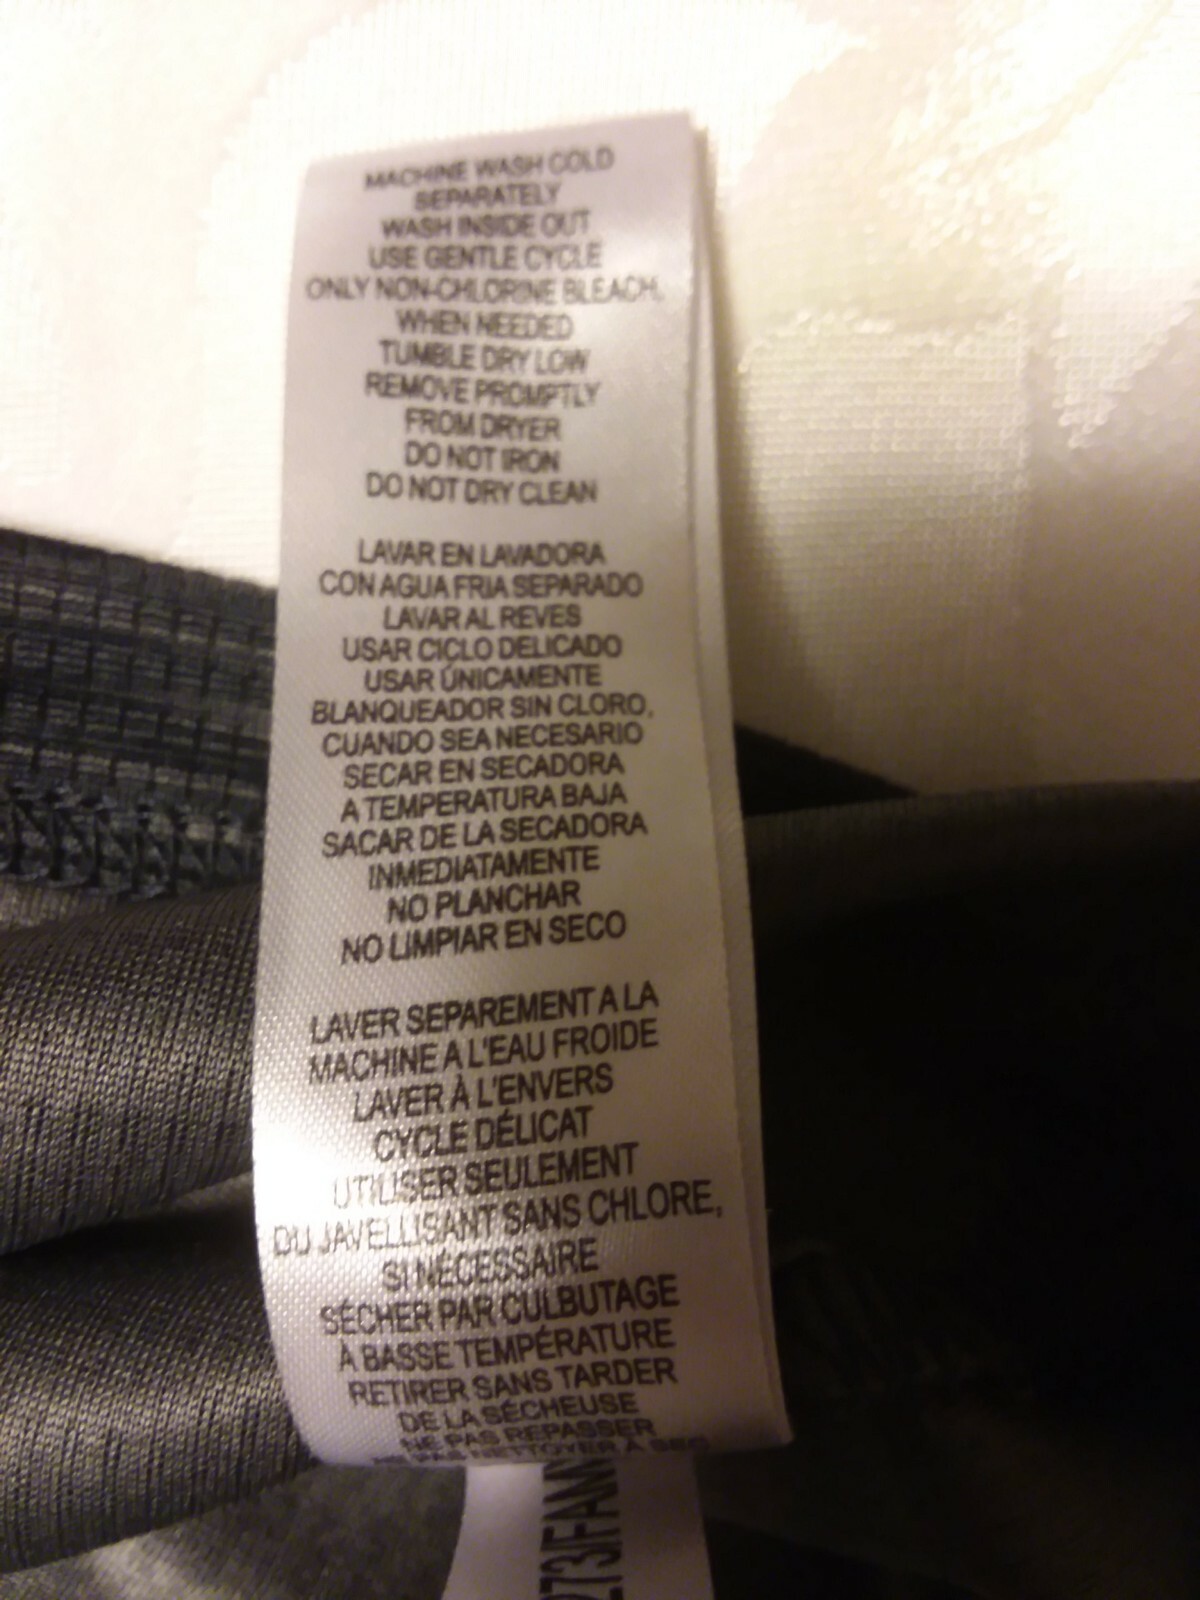 MACHINE WASH COLD
SEPARATELY
WASH INSIDE OUT
USE GENTLE CYCLE
ONLY NON-CHLORINE BLEACH,
WHEN NEEDED
TUMBLE DRY LOW
REMOVE PROMPTLY
FROM DRYER
DO NOT IRON
DO NOT DRY CLEAN
LAVAR EN LAVADORA
CON AGUA FRIA SEPARADO
LAVAR AL REVES
USAR CICLO DELICADO
USAR ÚNICAMENTE
BLANQUEADOR SIN CLORO,
CUANDO SEA NECESARIO
SECAR EN SECADORA
A TEMPERATURA BAJA
SACAR DE LA SECADORA
INMEDIATAMENTE
NO PLANCHAR
NO LIMPIAR EN SECO
LAVER SEPAREMENT A LA
MACHINE A L'EAU FROIDE
LAVER À L'ENVERS
CYCLE DÉLICAT
UTILISER SEULEMENT
DU JAVELLISANT SANS CHLORE,
SI NÉCESSAIRE
SÉCHER PAR CULBUTAGE
À BASSE TEMPÉRATURE
RETIRER SANS TARDER
DE LA SÉCHEUSE
NE PAS REPASSER
NE PAS NETTOYER À SEC